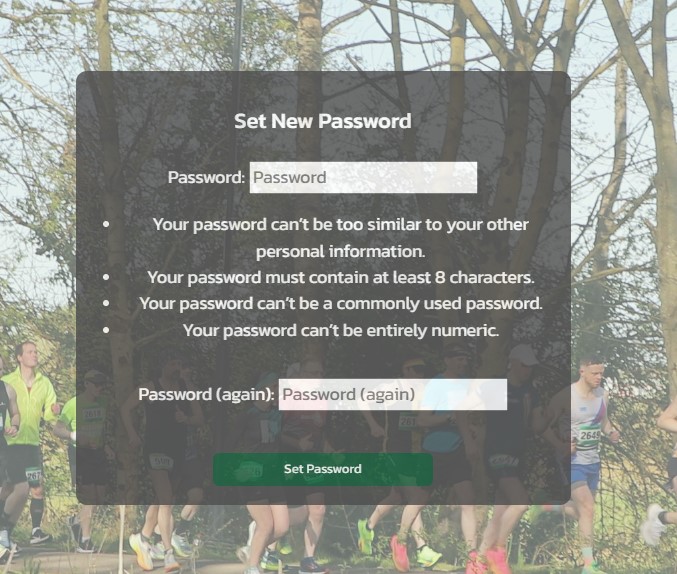 Set New Password
Password: Password
Your password can't be too similar to your other
personal information.
Your password must contain at least 8 characters.
Your password can't be a commonly used password.
Your password can't be entirely numeric.
Password (again): Password (again)
Set Password